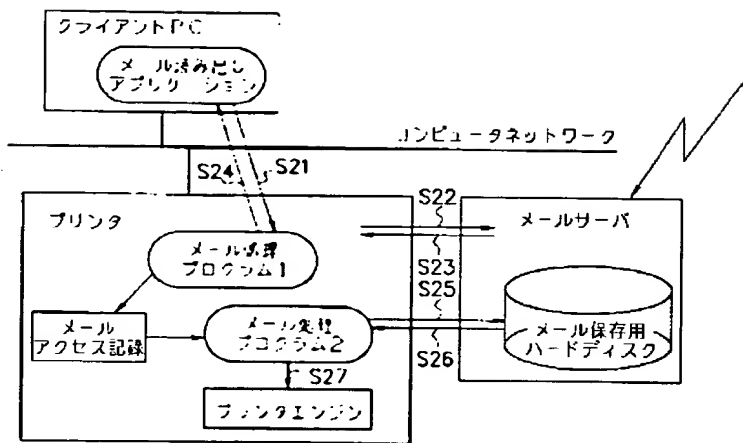 クライアントPC
メール読み出し
アプリケーション
コンピュータネットワーク
S24
S21
S22
プリンタ
メールサーバ
メール処理
プログラム1
S23
S25
メール
アクセス記録
メール処理
プログラム2
メール保存用
ハードディスク
S26
S27
プリンタエンジン